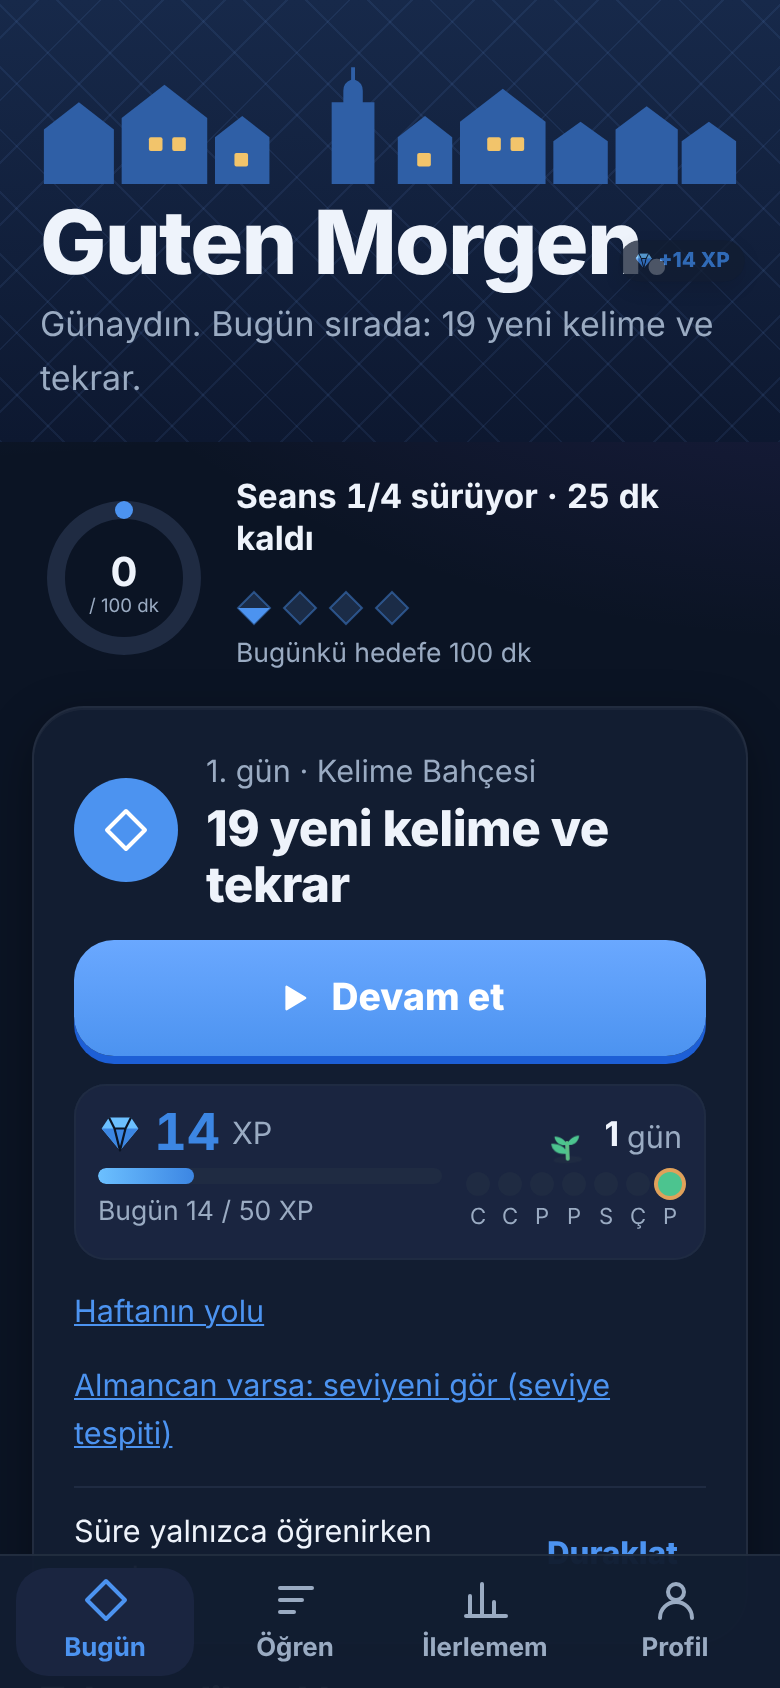 Guten Morgen.
+14 XP
Günaydın. Bugün sırada: 19 yeni kelime ve
tekrar.
Seans 1/4 sürüyor · 25 dk
kaldı
0
/ 100 dk
Bugünkü hedefe 100 dk
1. gün · Kelime Bahçesi
19 yeni kelime ve
tekrar
Devam et
14 XP
1 gün
Bugün 14 / 50 XP
C C P P S Ç P
Haftanın yolu
Almancan varsa: seviyeni gör (seviye
tespiti)
Süre yalnızca öğrenirken
Duraklat
Bugün
Öğren
İlerlemem
Profil